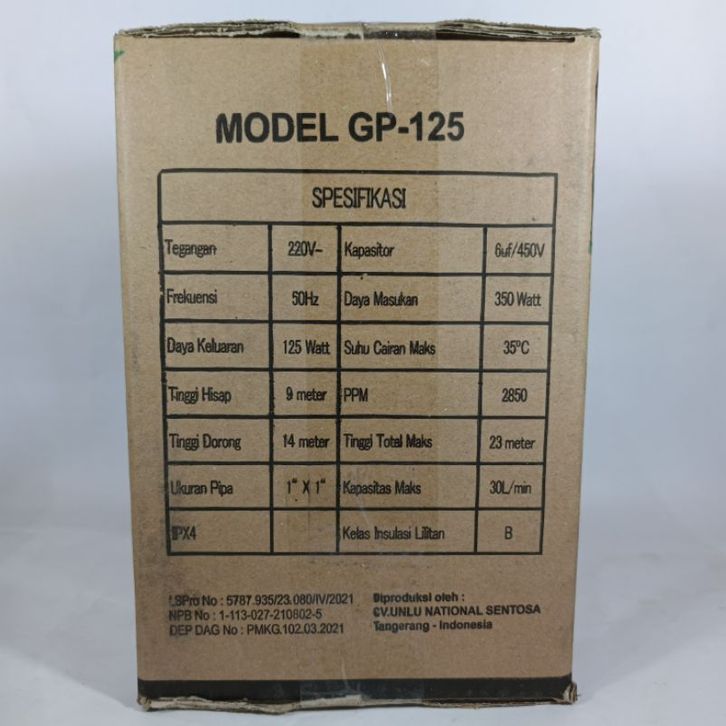 MODEL GP-125
SPESIFIKASI
Tegangan 220V~ Kapasitor 6uf/450V
Frekuensi 50Hz Daya Masukan 350 Watt
Daya Keluaran 125 Watt Suhu Cairan Maks 35°C
Tinggi Hisap 9 meter PPM 2850
Tinggi Dorong 14 meter Tinggi Total Maks 23 meter
Ukuran Pipa 1" X 1" Kapasitas Maks 30L/min
IPX4 Kelas Insulasi Lilitan B
LSPro No : 5787.935/23.080/IV/2021
NPB No : 1-113-027-210802-5
DEP DAG No : PMKG.102.03.2021
Diproduksi oleh :
CV.UNLU NATIONAL SENTOSA
Tangerang - Indonesia